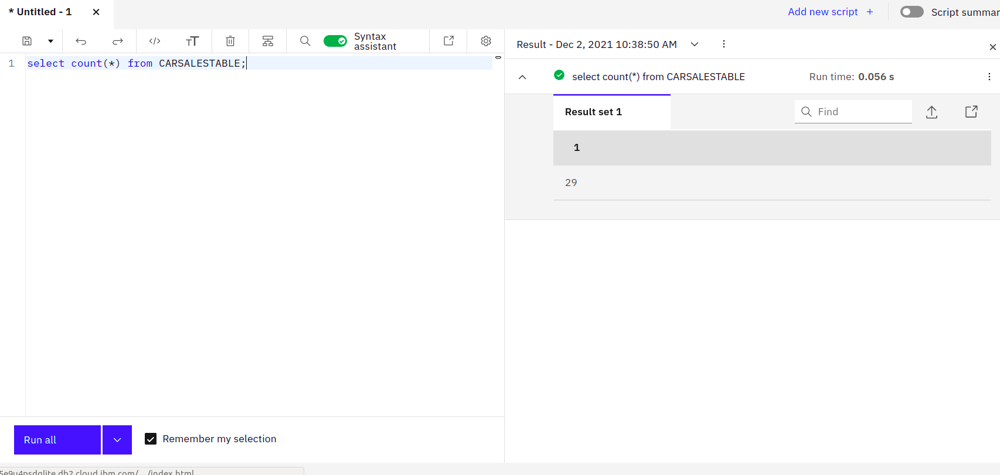 * Untitled - 1
Add new script +
Script summar
Syntax
assistant
Result - Dec 2, 2021 10:38:50 AM
1 select count(*) from CARSALESTABLE;
select count(*) from CARSALESTABLE
Run time: 0.056 s
Result set 1
Find
1
29
Run all
Remember my selection
5e9u4psdqlite.db2.cloud.ibm.com/.../index.html